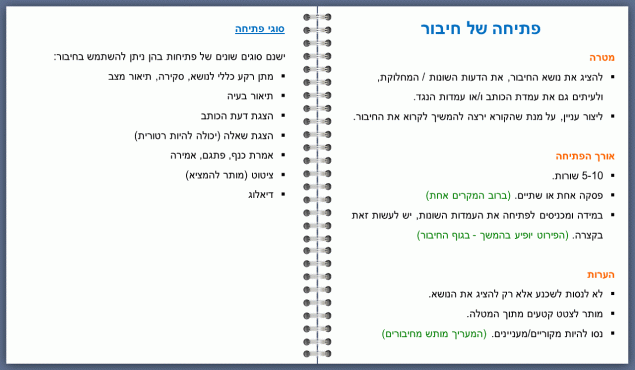 פתיחה של חיבור
מטרה
להציג את נושא החיבור, את הדעות השונות / המחלוקת,
ולעיתים גם את עמדת הכותב ו/או עמדות הנגד.
ליצור עניין, על מנת שהקורא ירצה להמשיך לקרוא את החיבור.
אורך הפתיחה
5-10 שורות.
פסקה אחת או שתיים. (ברוב המקרים אחת)
במידה ומכניסים לפתיחה את העמדות השונות, יש לעשות זאת
בקצרה. (הפירוט יופיע בהמשך - בגוף החיבור)
הערות
לא לנסות לשכנע אלא רק להציג את הנושא.
מותר לצטט קטעים מתוך המטלה.
נסו להיות מקוריים/מעניינים. (המעריך מותש מחיבורים)
סוגי פתיחה
ישנם סוגים שונים של פתיחות בהן ניתן להשתמש בחיבור:
מתן רקע כללי לנושא, סקירה, תיאור מצב
תיאור בעיה
הצגת דעת הכותב
הצגת שאלה (יכולה להיות רטורית)
אמרת כנף, פתגם, אמירה
ציטוט (מותר להמציא)
דיאלוג